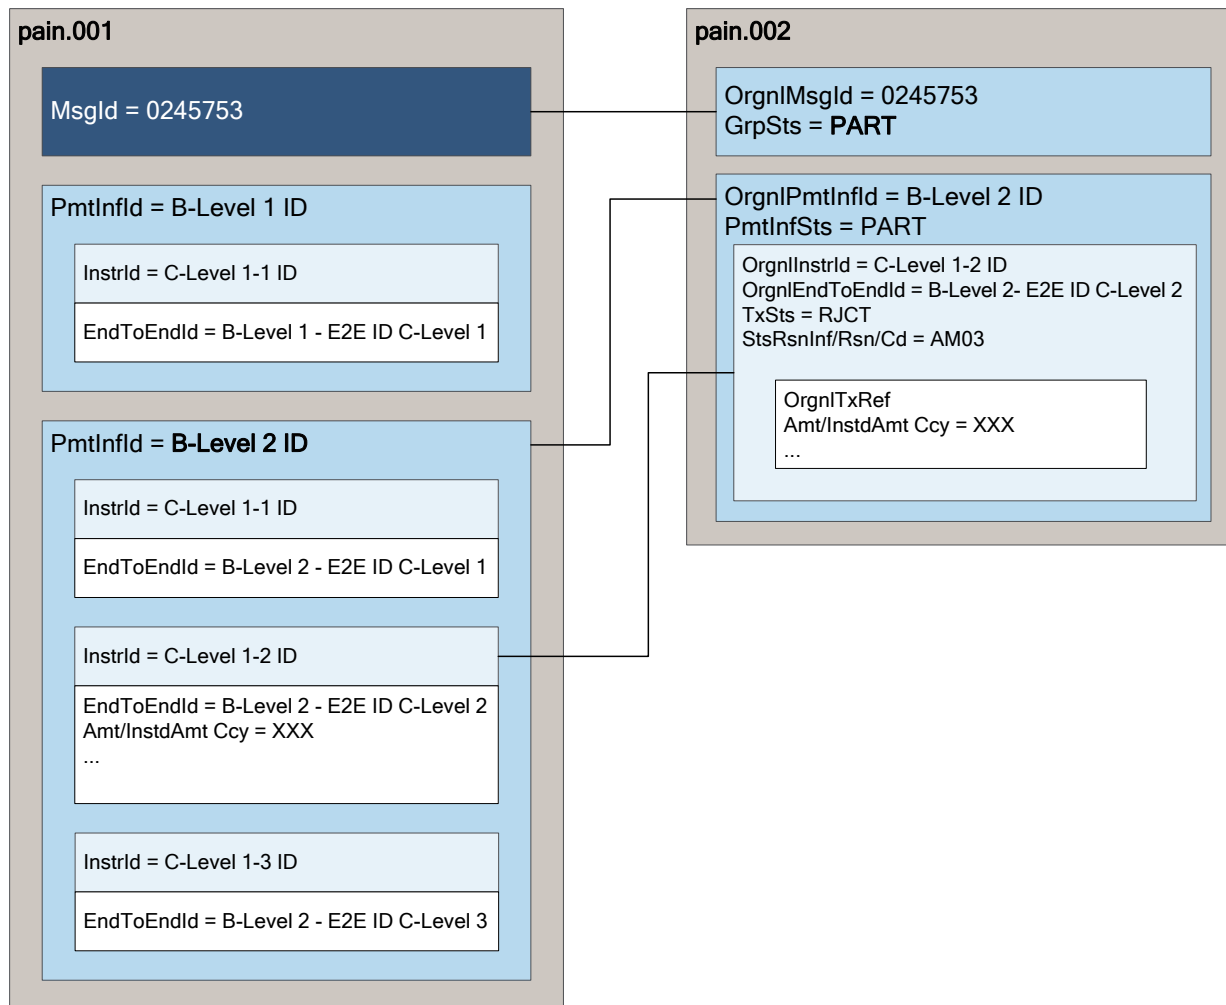 pain.001
MsgId = 0245753
PmtInfId = B-Level 1 ID
InstrId = C-Level 1-1 ID
EndToEndId = B-Level 1 - E2E ID C-Level 1
PmtInfId = B-Level 2 ID
InstrId = C-Level 1-1 ID
EndToEndId = B-Level 2 - E2E ID C-Level 1
InstrId = C-Level 1-2 ID
EndToEndId = B-Level 2 - E2E ID C-Level 2
Amt/InstdAmt Ccy = XXX
...
InstrId = C-Level 1-3 ID
EndToEndId = B-Level 2 - E2E ID C-Level 3
pain.002
OrgnlMsgId = 0245753
GrpSts = PART
OrgnlPmtInfId = B-Level 2 ID
PmtInfSts = PART
OrgnlInstrId = C-Level 1-2 ID
OrgnlEndToEndId = B-Level 2- E2E ID C-Level 2
TxSts = RJCT
StsRsnInf/Rsn/Cd = AM03
OrgnlTxRef
Amt/InstdAmt Ccy = XXX
...